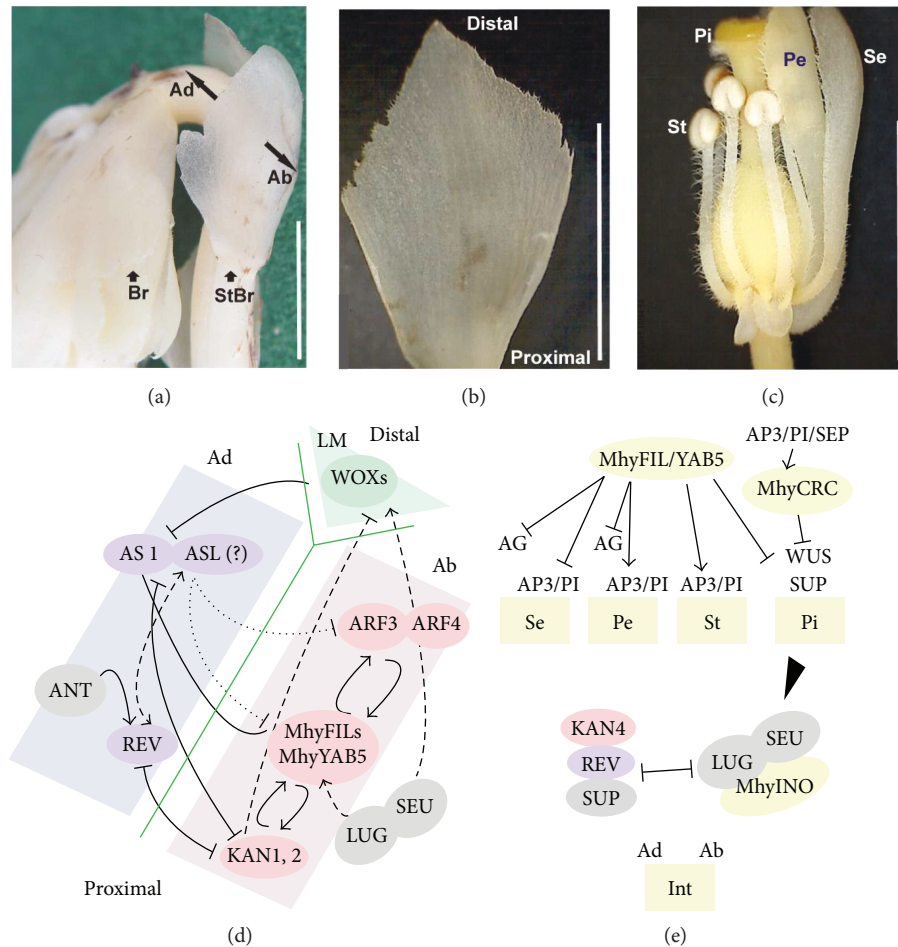 Ad
Ab
Br
StBr
Distal
Proximal
Pi
Pe
Se
St
(a)
(b)
(c)
LM
Distal
Ad
WOXs
AS 1
ASL (?)
Ab
ARF3
ARF4
ANT
REV
MhyFILs
MhyYAB5
SEU
LUG
KAN1, 2
Proximal
(d)
AP3/PI/SEP
MhyFIL/YAB5
MhyCRC
AG
AG
WUS
AP3/PI
AP3/PI
AP3/PI
SUP
Se
Pe
St
Pi
KAN4
REV
SUP
SEU
LUG
MhyINO
Ad
Ab
Int
(e)